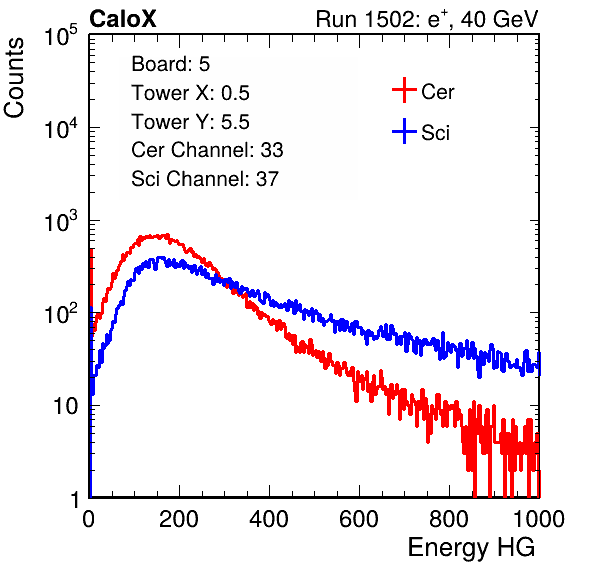 CaloX Run 1502: e⁺, 40 GeV
Counts
Board: 5
Tower X: 0.5
Tower Y: 5.5
Cer Channel: 33
Sci Channel: 37
Cer
Sci
10⁵
10⁴
10³
10²
10
1
0 200 400 600 800 1000
Energy HG